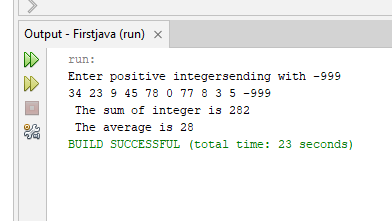 Output - Firstjava (run) ×
run:
Enter positive integersending with -999
34 23 9 45 78 0 77 8 3 5 -999
The sum of integer is 282
The average is 28
BUILD SUCCESSFUL (total time: 23 seconds)